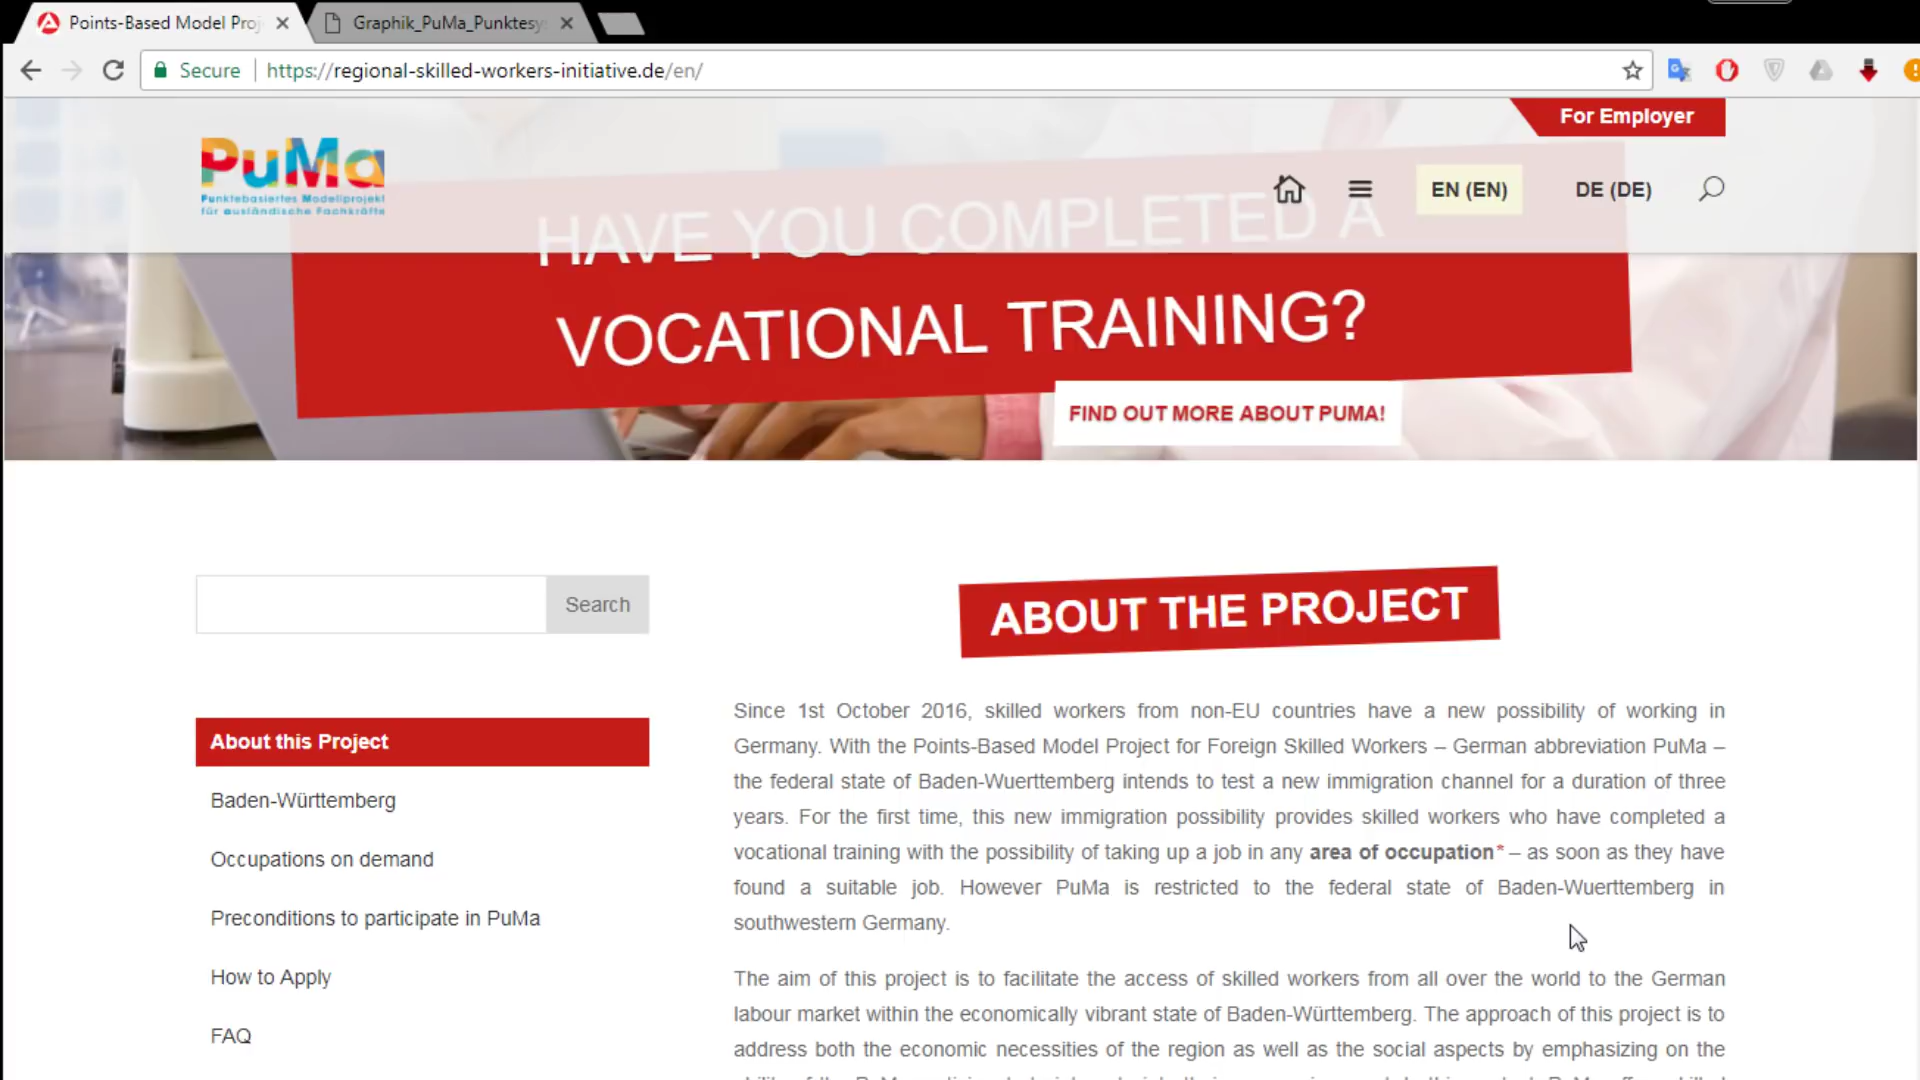 Points-Based Model Proj
Graphik_PuMa_Punktesy
Secure
https://regional-skilled-workers-initiative.de/en/
For Employer
PuMa
Punktebasiertes Modellprojekt
für ausländische Fachkräfte
EN (EN)
DE (DE)
HAVE YOU COMPLETED A
VOCATIONAL TRAINING?
FIND OUT MORE ABOUT PUMA!
Search
About this Project
Baden-Württemberg
Occupations on demand
Preconditions to participate in PuMa
How to Apply
FAQ
ABOUT THE PROJECT
Since 1st October 2016, skilled workers from non-EU countries have a new possibility of working in
Germany. With the Points-Based Model Project for Foreign Skilled Workers – German abbreviation PuMa –
the federal state of Baden-Wuerttemberg intends to test a new immigration channel for a duration of three
years. For the first time, this new immigration possibility provides skilled workers who have completed a
vocational training with the possibility of taking up a job in any area of occupation* – as soon as they have
found a suitable job. However PuMa is restricted to the federal state of Baden-Wuerttemberg in
southwestern Germany.
The aim of this project is to facilitate the access of skilled workers from all over the world to the German
labour market within the economically vibrant state of Baden-Württemberg. The approach of this project is to
address both the economic necessities of the region as well as the social aspects by emphasizing on the